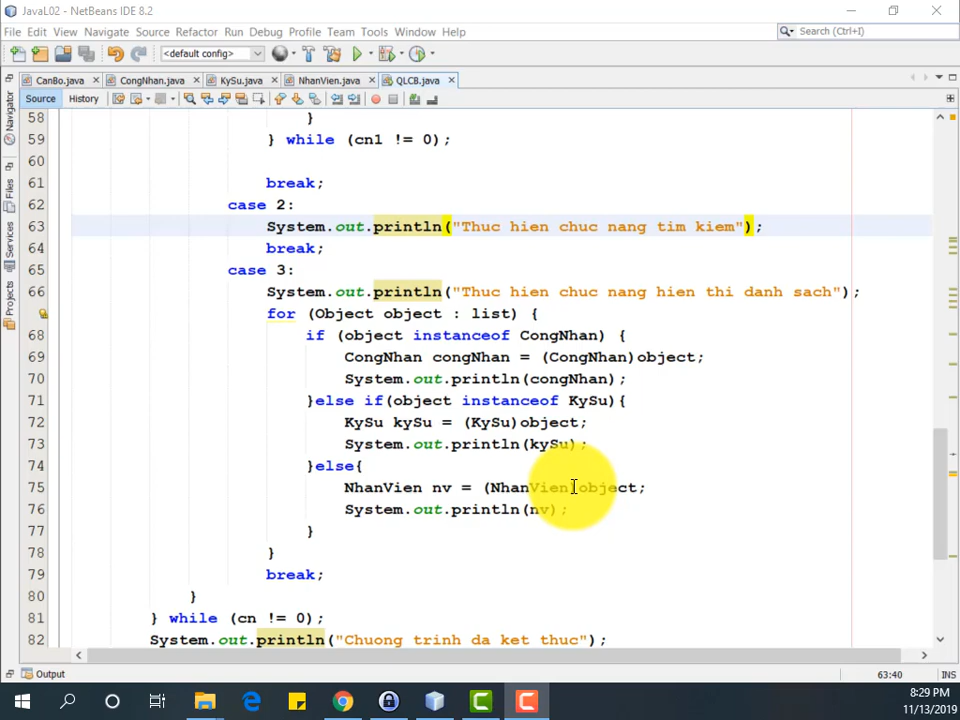 JavaL02 - NetBeans IDE 8.2
File Edit View Navigate Source Refactor Run Debug Profile Team Tools Window Help
<default config>
Search (Ctrl+I)
CanBo.java CongNhan.java KySu.java NhanVien.java QLCB.java
Source History
Navigator
Files
Services
Projects
58 }
59 } while (cn1 != 0);
60
61 break;
62 case 2:
63 System.out.println("Thuc hien chuc nang tim kiem");
64 break;
65 case 3:
66 System.out.println("Thuc hien chuc nang hien thi danh sach");
for (Object object : list) {
68 if (object instanceof CongNhan) {
69 CongNhan congNhan = (CongNhan)object;
70 System.out.println(congNhan);
71 }else if(object instanceof KySu){
72 KySu kySu = (KySu)object;
73 System.out.println(kySu);
74 }else{
75 NhanVien nv = (NhanVien)object;
76 System.out.println(nv);
77 }
78 }
79 break;
80 }
81 } while (cn != 0);
82 System.out.println("Chuong trinh da ket thuc");
Output
63:40 INS
8:29 PM
11/13/2019